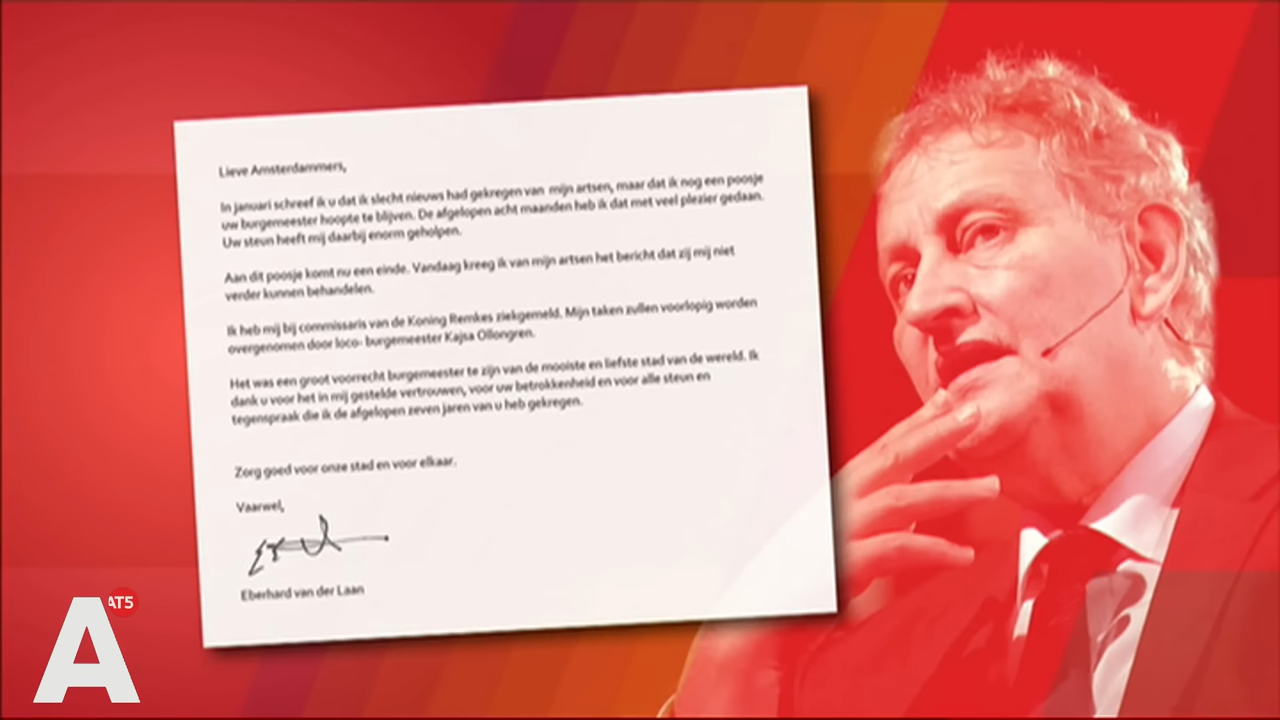 Lieve Amsterdammers,
In januari schreef ik u dat ik slecht nieuws had gekregen van mijn artsen, maar dat ik nog een poosje
uw burgemeester hoopte te blijven. De afgelopen acht maanden heb ik dat met veel plezier gedaan.
Uw steun heeft mij daarbij enorm geholpen.
Aan dit poosje komt nu een einde. Vandaag kreeg ik van mijn artsen het bericht dat zij mij niet
verder kunnen behandelen.
Ik heb mij bij commissaris van de Koning Remkes ziekgemeld. Mijn taken zullen voorlopig worden
overgenomen door loco- burgemeester Kajsa Ollongren.
Het was een groot voorrecht burgemeester te zijn van de mooiste en liefste stad van de wereld. Ik
dank u voor het in mij gestelde vertrouwen, voor uw betrokkenheid en voor alle steun en
tegenspraak die ik de afgelopen zeven jaren van u heb gekregen.
Zorg goed voor onze stad en voor elkaar.
Vaarwel,
Eberhard van der Laan
A
AT5